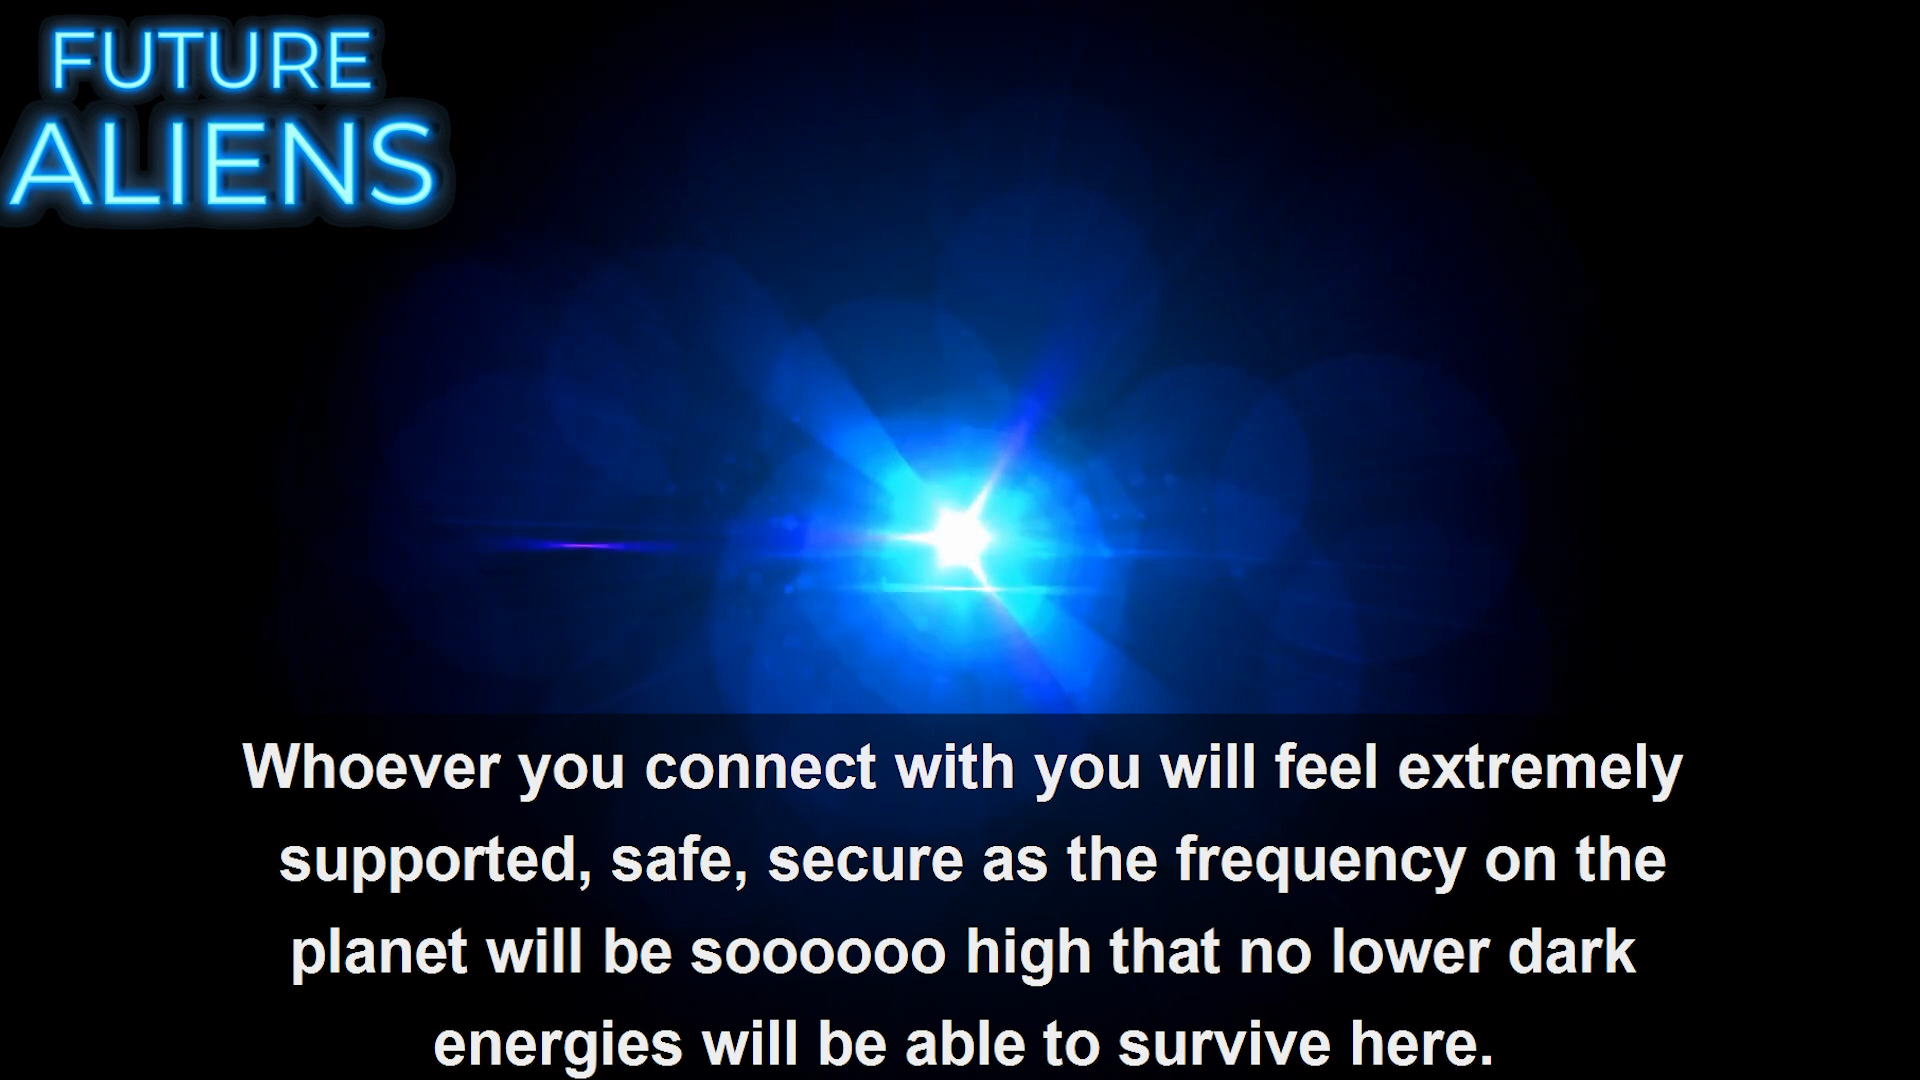 FUTURE
ALIENS
Whoever you connect with you will feel extremely
supported, safe, secure as the frequency on the
planet will be soooooo high that no lower dark
energies will be able to survive here.